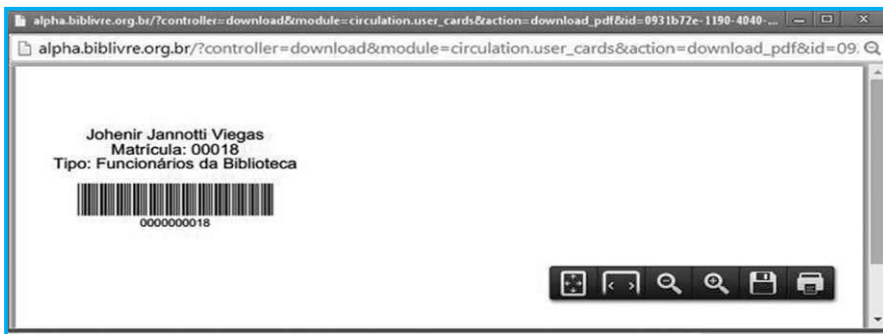 alpha.biblivre.org.br/?controller=download&module=circulation.user_cards&action=download_pdf&id=0931b72e-1190-4040-...
alpha.biblivre.org.br/?controller=download&module=circulation.user_cards&action=download_pdf&id=09
Johenir Jannotti Viegas
Matrícula: 00018
Tipo: Funcionários da Biblioteca
0000000018